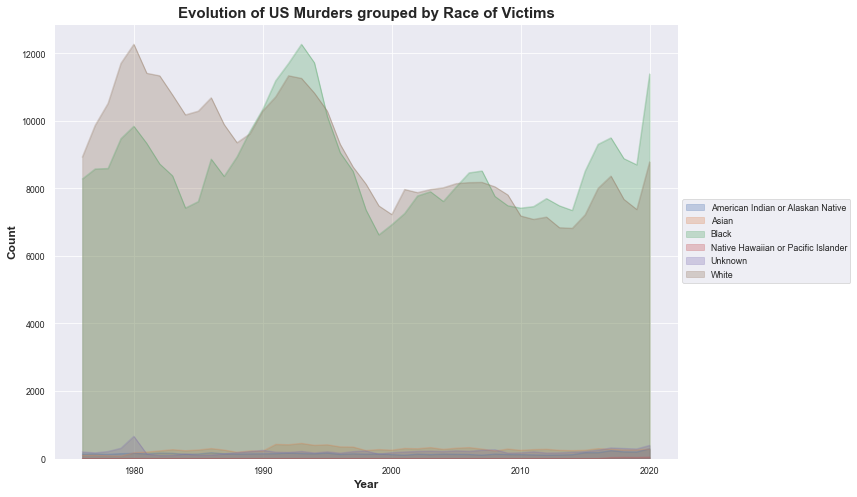 Evolution of US Murders grouped by Race of Victims
12000
10000
8000
6000
4000
2000
0
Count
1980
1990
2000
2010
2020
Year
American Indian or Alaskan Native
Asian
Black
Native Hawaiian or Pacific Islander
Unknown
White